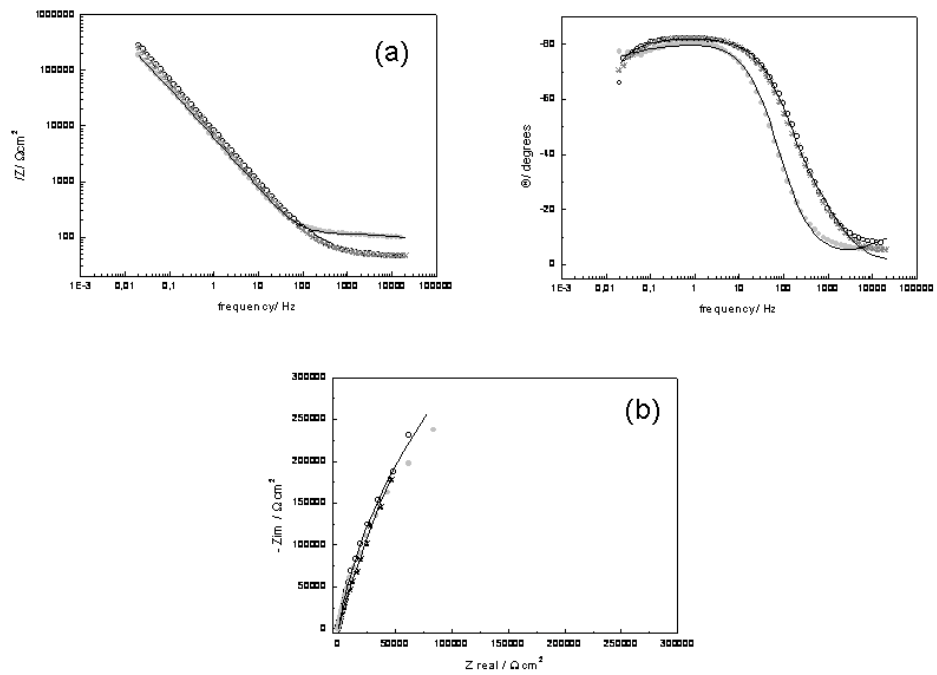 1000000
100000
10000
1000
100
/Z/ Ωcm²
(a)
1E-3 0,01 0,1 1 10 100 1000 10000 100000
frequency/ Hz
-80
-60
-40
-20
0
Θ/ degrees
1E-3 0,01 0,1 1 10 100 1000 10000 100000
frequency/ Hz
300000
250000
200000
150000
100000
50000
0
- Zim / Ω cm²
(b)
0 50000 100000 150000 200000 250000 300000
Z real / Ω cm²